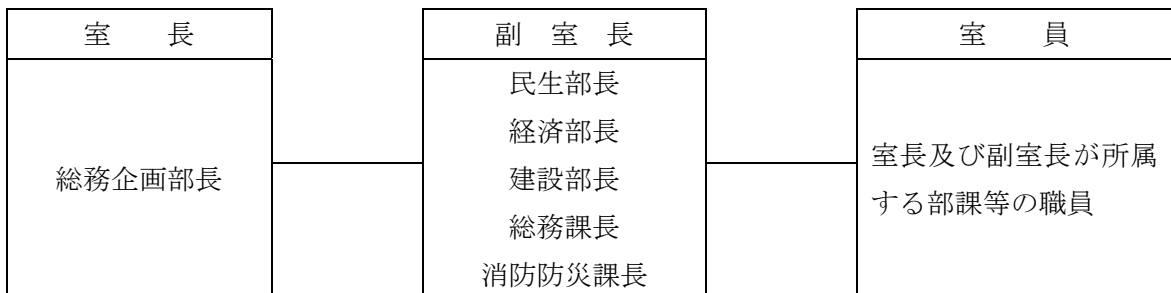 室　長
総務企画部長
副　室　長
民生部長
経済部長
建設部長
総務課長
消防防災課長
室　員
室長及び副室長が所属
する部課等の職員